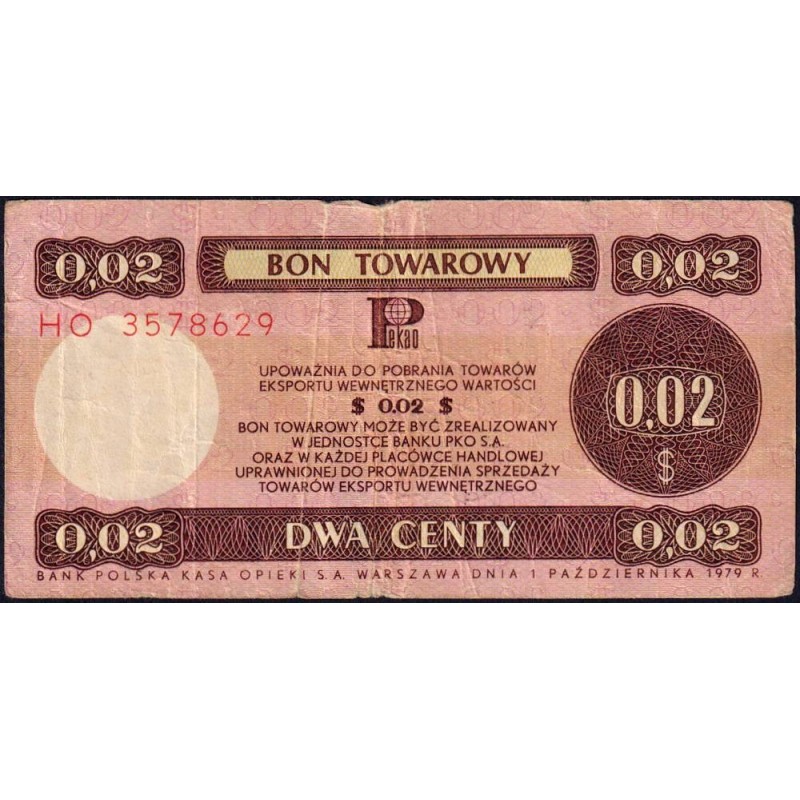 0,02 BON TOWAROWY 0,02
HO 3578629
Pekao
UPOWAŻNIA DO POBRANIA TOWARÓW
EKSPORTU WEWNĘTRZNEGO WARTOŚCI
$ 0.02 $
BON TOWAROWY MOŻE BYĆ ZREALIZOWANY
W JEDNOSTCE BANKU PKO S.A.
ORAZ W KAŻDEJ PLACÓWCE HANDLOWEJ
UPRAWNIONEJ DO PROWADZENIA SPRZEDAŻY
TOWARÓW EKSPORTU WEWNĘTRZNEGO
0,02
$
0,02 DWA CENTY 0,02
BANK POLSKA KASA OPIEKI S.A. WARSZAWA DNIA 1 PAŹDZIERNIKA 1979 R.